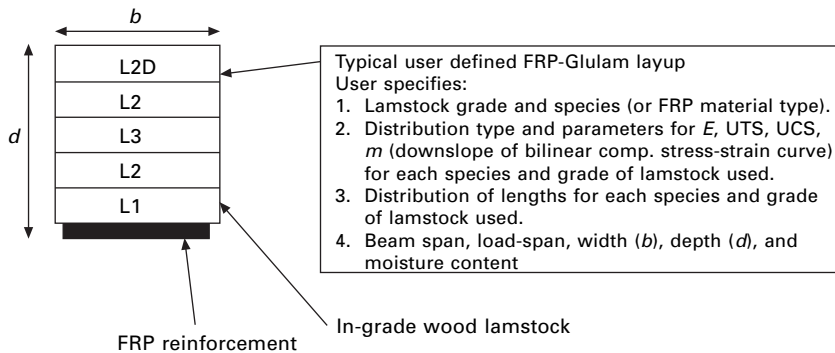 b
d
L2D
L2
L3
L2
L1
Typical user defined FRP-Glulam layup
User specifies:
1. Lamstock grade and species (or FRP material type).
2. Distribution type and parameters for E, UTS, UCS,
m (downslope of bilinear comp. stress-strain curve)
for each species and grade of lamstock used.
3. Distribution of lengths for each species and grade
of lamstock used.
4. Beam span, load-span, width (b), depth (d), and
moisture content
In-grade wood lamstock
FRP reinforcement